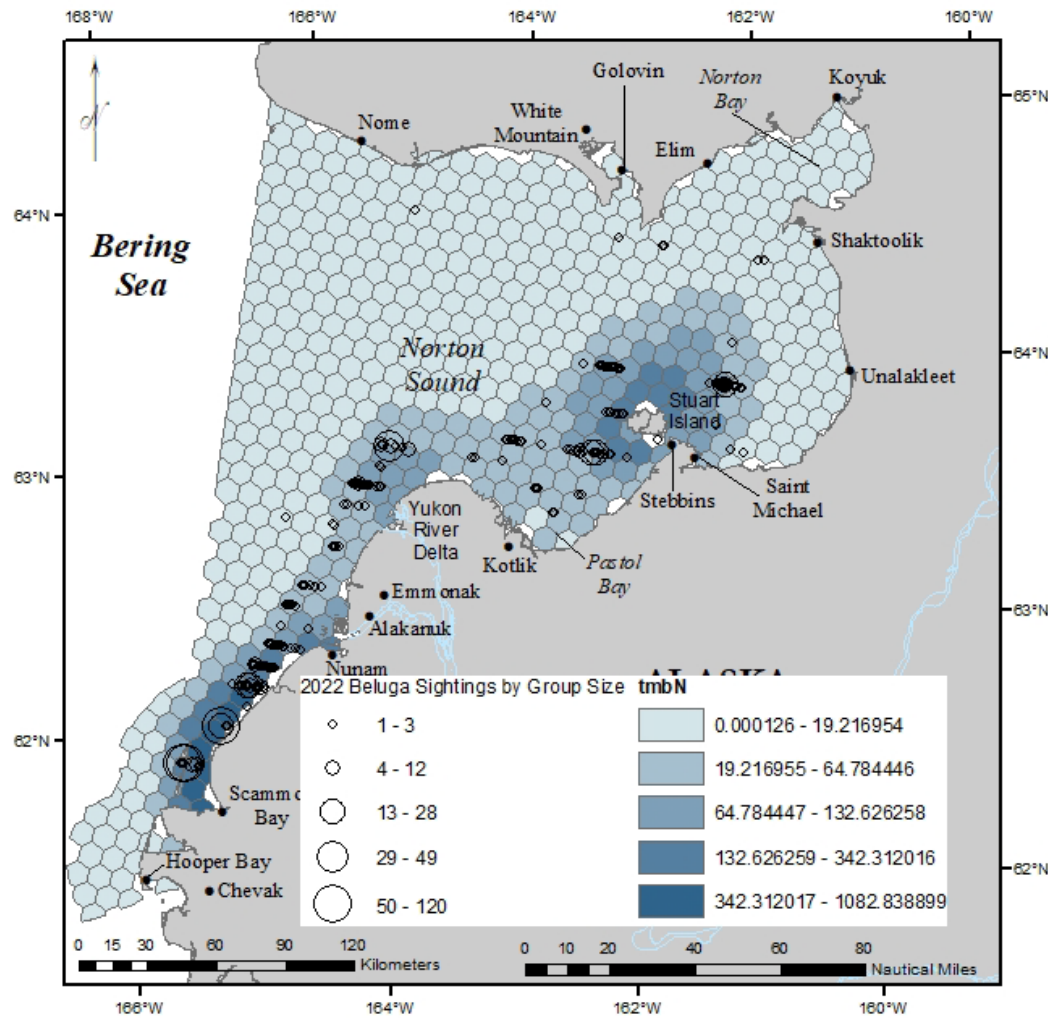 168°W
166°W
164°W
162°W
160°W
N
Golovin
Norton
Bay
Koyuk
65°N
White
Mountain
Nome
Elim
64°N
Bering
Sea
Shaktoolik
64°N
Norton
Sound
Unalakleet
Stuart
Island
63°N
Saint
Michael
Stebbins
Yukon
River
Delta
Kotlik
Pastol
Bay
63°N
Emmonak
Alakanuk
Nunam
ALASKA
2022 Beluga Sightings by Group Size
tmbN
1 - 3
0.000126 - 19.216954
62°N
4 - 12
19.216955 - 64.784446
13 - 28
64.784447 - 132.626258
Scammo
Bay
29 - 49
132.626259 - 342.312016
62°N
Hooper Bay
Chevak
50 - 120
342.312017 - 1082.838899
0 15 30 60 90 120
Kilometers
0 10 20 40 60 80
Nautical Miles
166°W
164°W
162°W
160°W